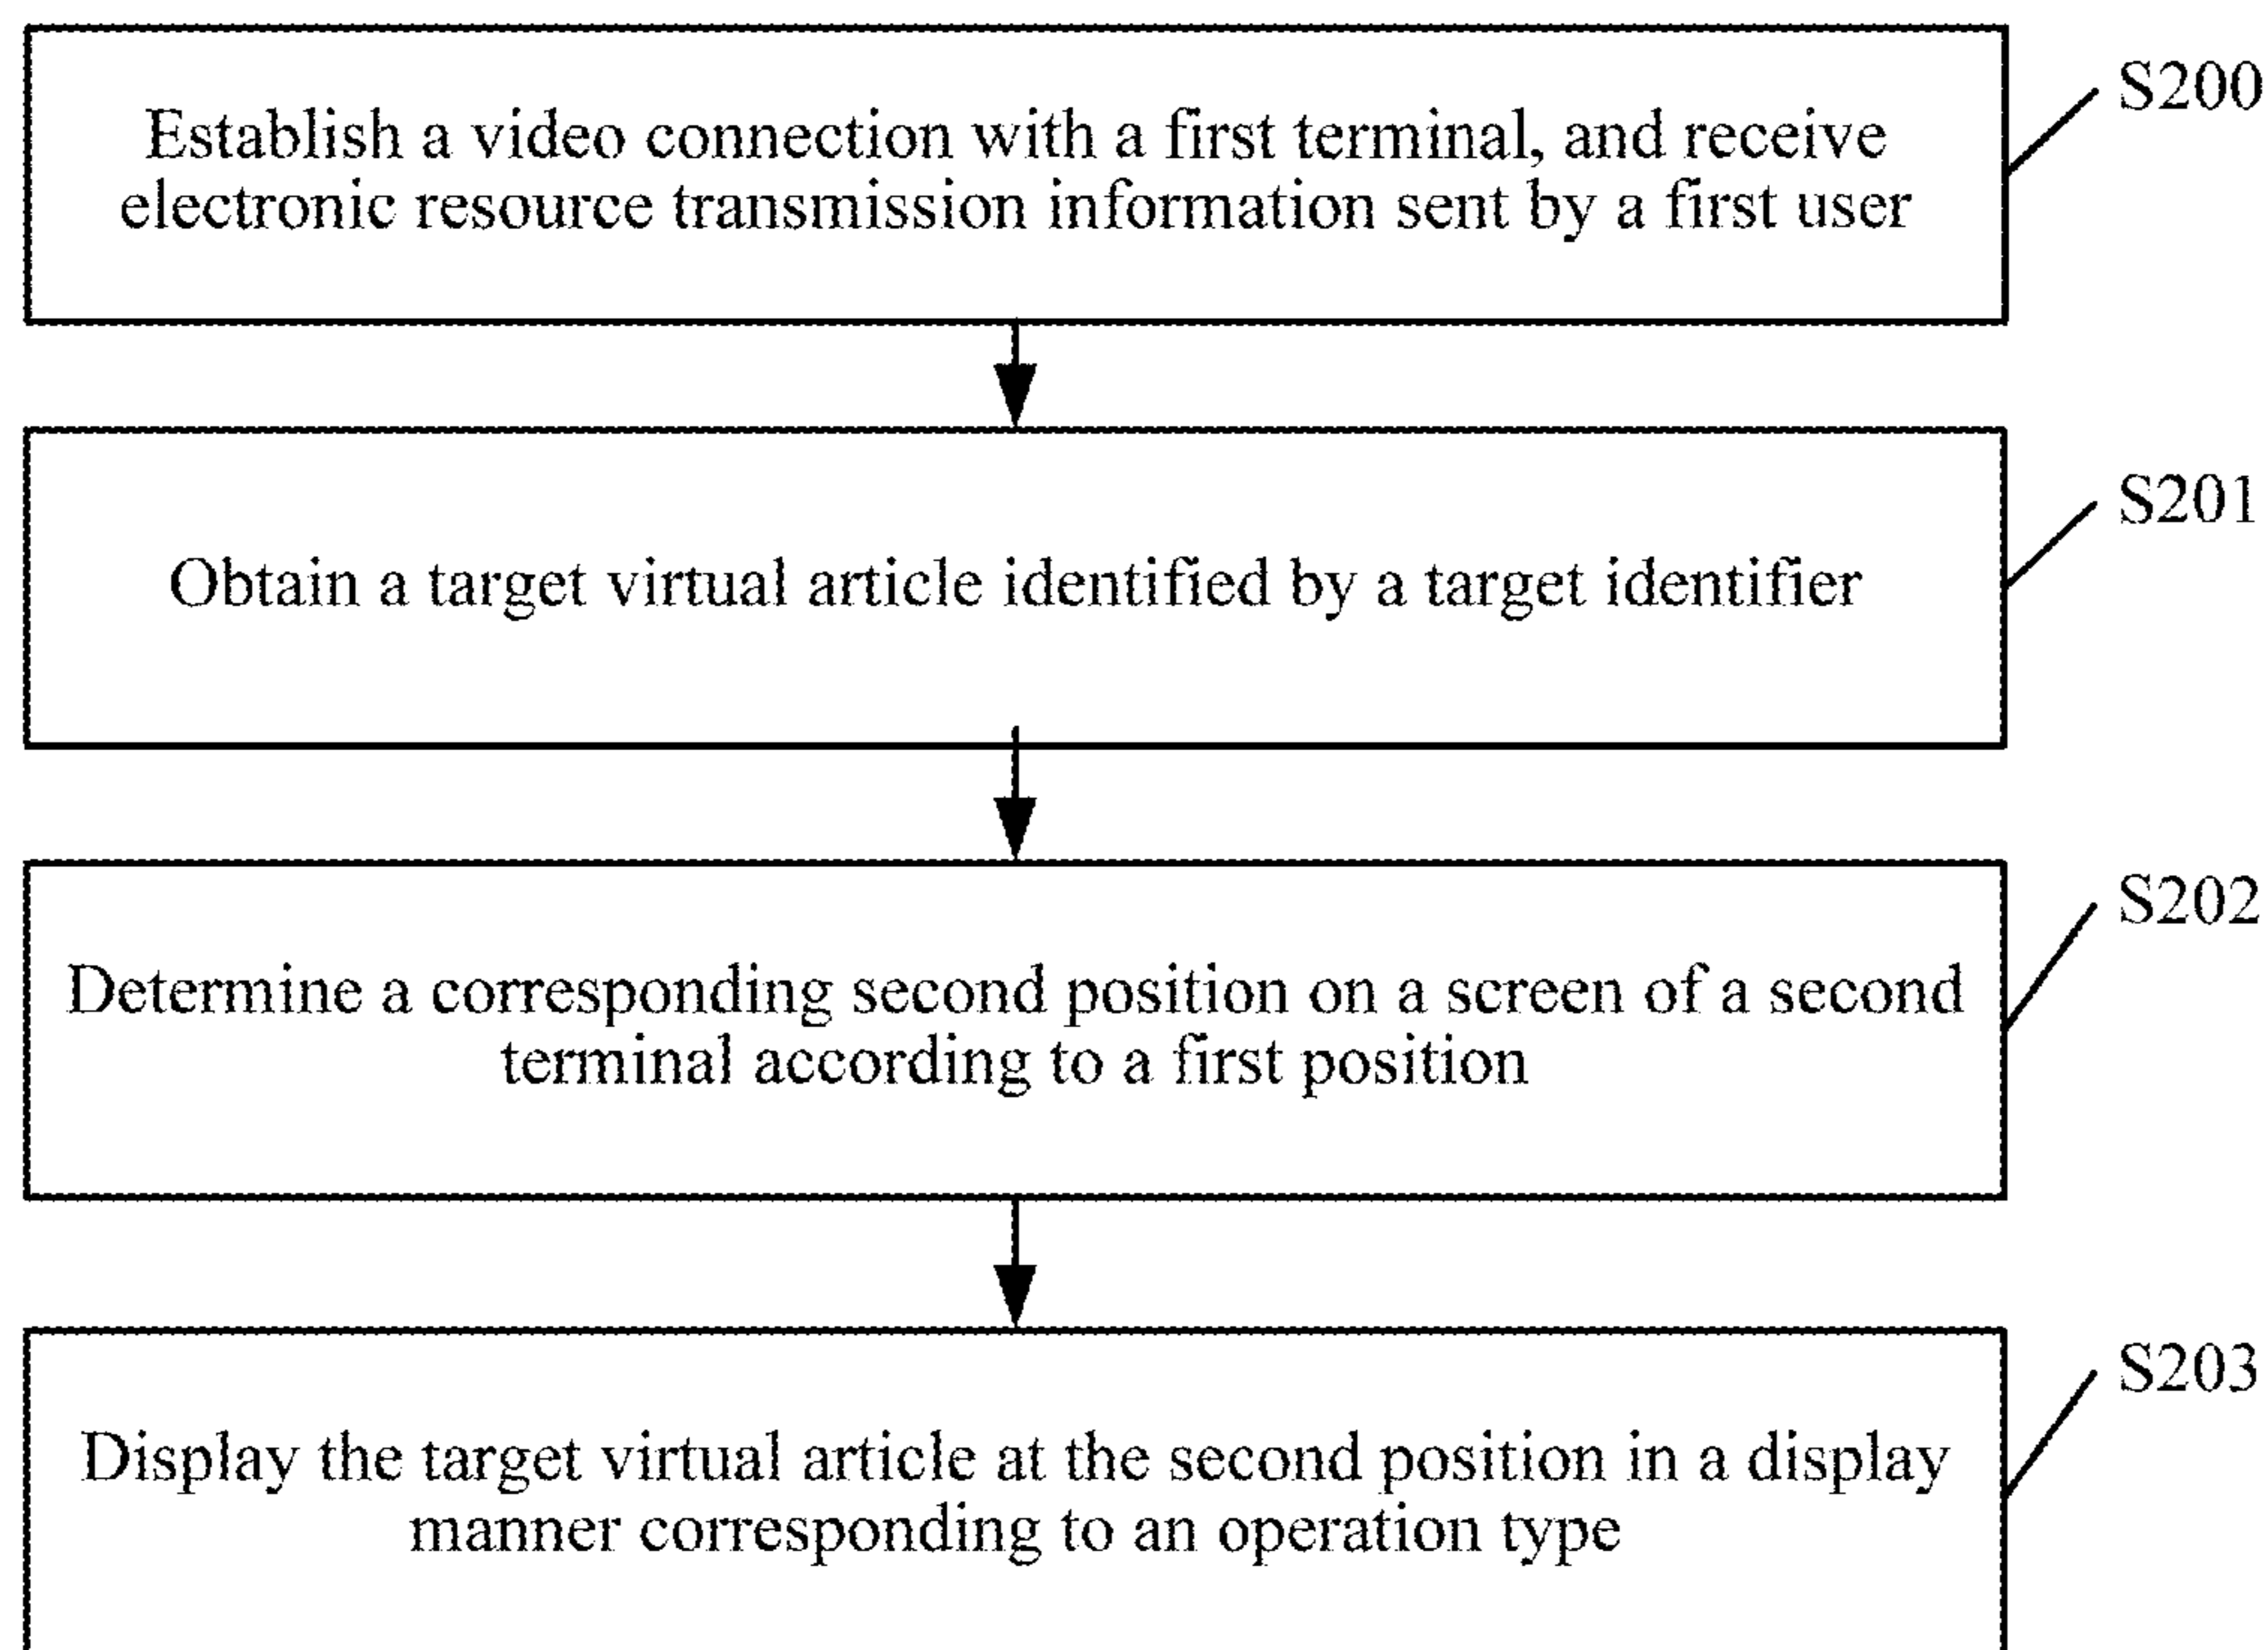 Establish a video connection with a first terminal, and receive
electronic resource transmission information sent by a first user
S200
Obtain a target virtual article identified by a target identifier
S201
Determine a corresponding second position on a screen of a second
terminal according to a first position
S202
Display the target virtual article at the second position in a display
manner corresponding to an operation type
S203